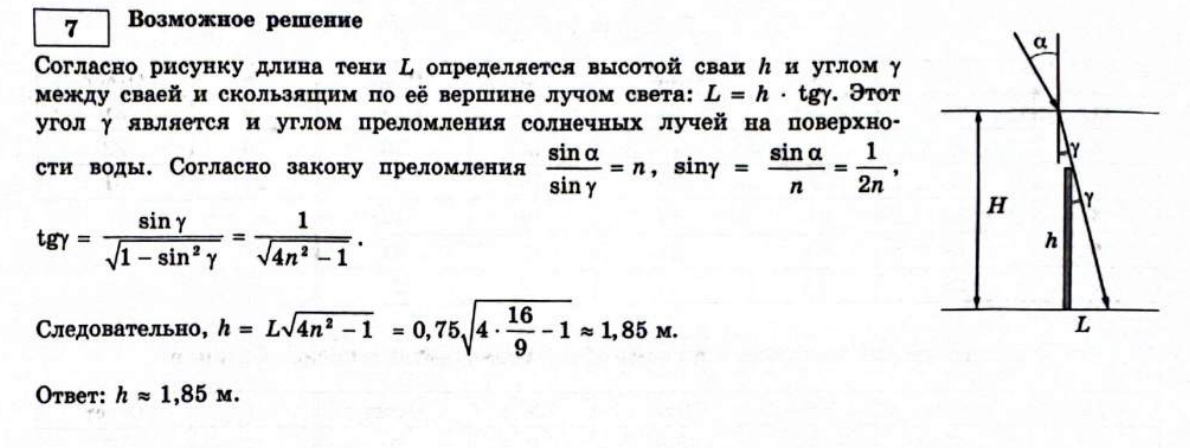 7 Возможное решение
Согласно рисунку длина тени L определяется высотой сваи h и углом γ
между сваей и скользящим по её вершине лучом света: L = h · tgγ. Этот
угол γ является и углом преломления солнечных лучей на поверхно-
сти воды. Согласно закону преломления sin α / sin γ = n, sinγ = sin α / n = 1 / 2n,
tgγ = sin γ / √(1 − sin² γ) = 1 / √(4n² − 1).
Следовательно, h = L√(4n² − 1) = 0,75√(4 · 16/9 − 1) ≈ 1,85 м.
Ответ: h ≈ 1,85 м.
α
γ
γ
H
h
L